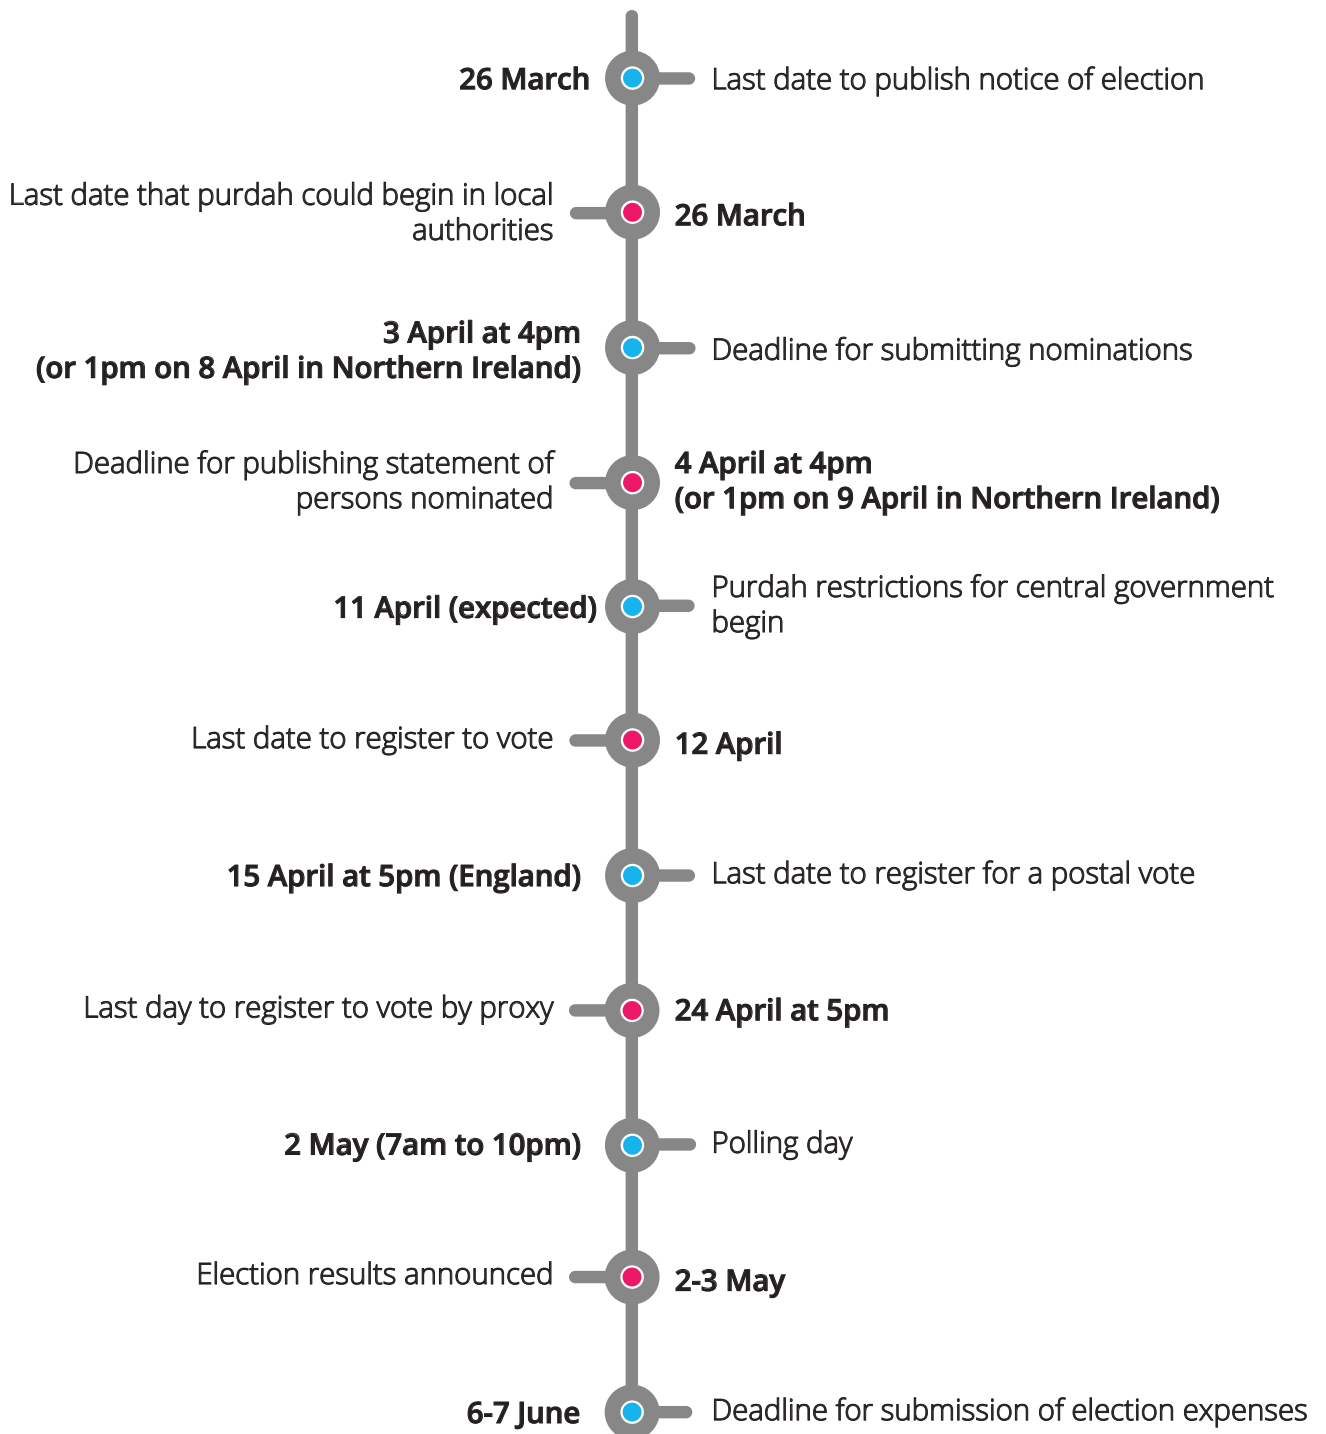 26 March
Last date to publish notice of election
Last date that purdah could begin in local
authorities
26 March
3 April at 4pm
(or 1pm on 8 April in Northern Ireland)
Deadline for submitting nominations
Deadline for publishing statement of
persons nominated
4 April at 4pm
(or 1pm on 9 April in Northern Ireland)
11 April (expected)
Purdah restrictions for central government
begin
Last date to register to vote
12 April
15 April at 5pm (England)
Last date to register for a postal vote
Last day to register to vote by proxy
24 April at 5pm
2 May (7am to 10pm)
Polling day
Election results announced
2-3 May
6-7 June
Deadline for submission of election expenses